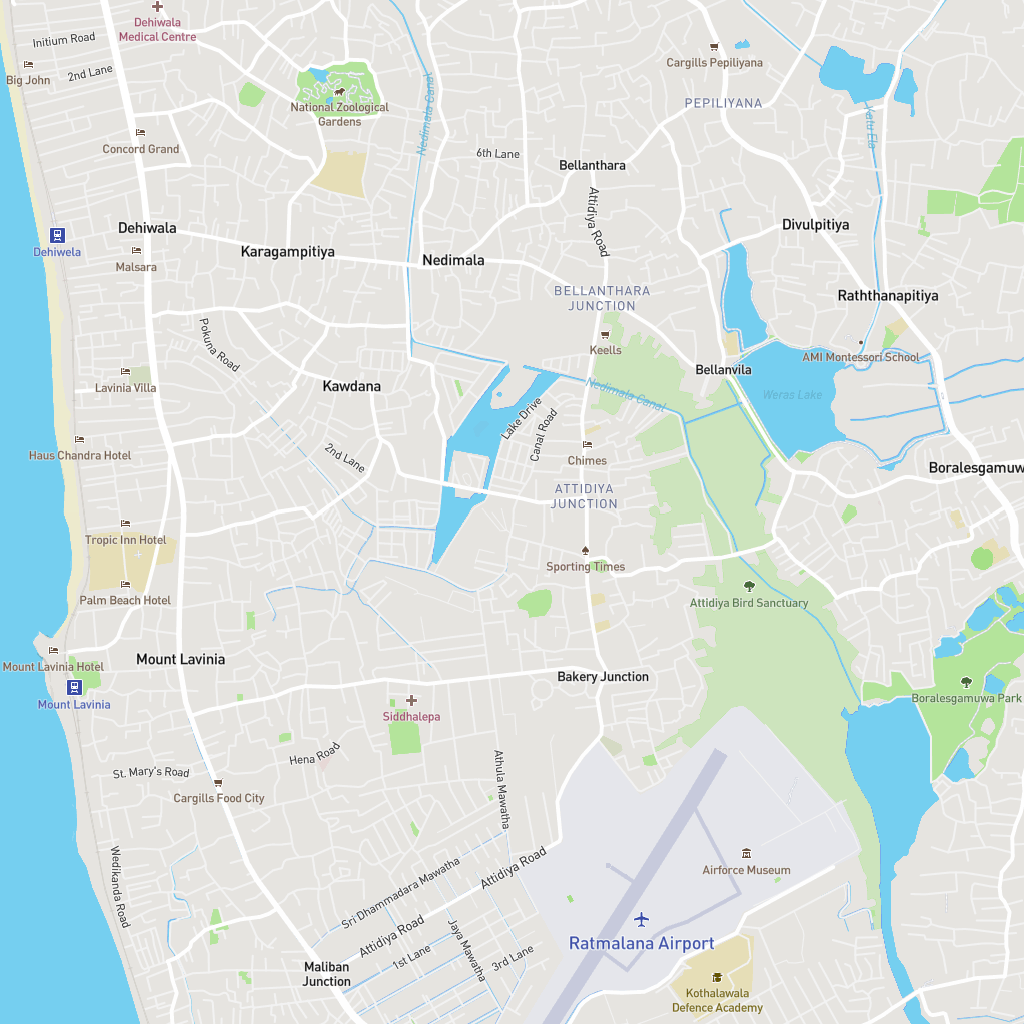 Dehiwala
Medical Centre
Initium Road
Big John
2nd Lane
Cargills Pepiliyana
National Zoological
Gardens
Nedimala Canal
PEPILIYANA
Concord Grand
6th Lane
Bellanthara
Katu Ela
Attidiya Road
Dehiwala
Divulpitiya
Dehiwela
Malsara
Karagampitiya
Nedimala
BELLANTHARA
JUNCTION
Raththanapitiya
Pokuna Road
Keells
AMI Montessori School
Bellanvila
Lavinia Villa
Kawdana
Nedimala Canal
Weras Lake
Lake Drive
Canal Road
Haus Chandra Hotel
2nd Lane
Chimes
Boralesgamuw
ATTIDIYA
JUNCTION
Tropic Inn Hotel
Sporting Times
Palm Beach Hotel
Attidiya Bird Sanctuary
Mount Lavinia Hotel
Mount Lavinia
Bakery Junction
Mount Lavinia
Boralesgamuwa Park
Siddhalepa
Hena Road
St. Mary's Road
Cargills Food City
Athula Mawatha
Wedikanda Road
Sri Dhammadara Mawatha
Attidiya Road
Airforce Museum
Attidiya Road
Jaya Mawatha
1st Lane
3rd Lane
Ratmalana Airport
Maliban
Junction
Kothalawala
Defence Academy